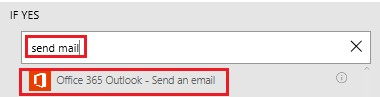 IF YES
send mail
Office 365 Outlook - Send an email